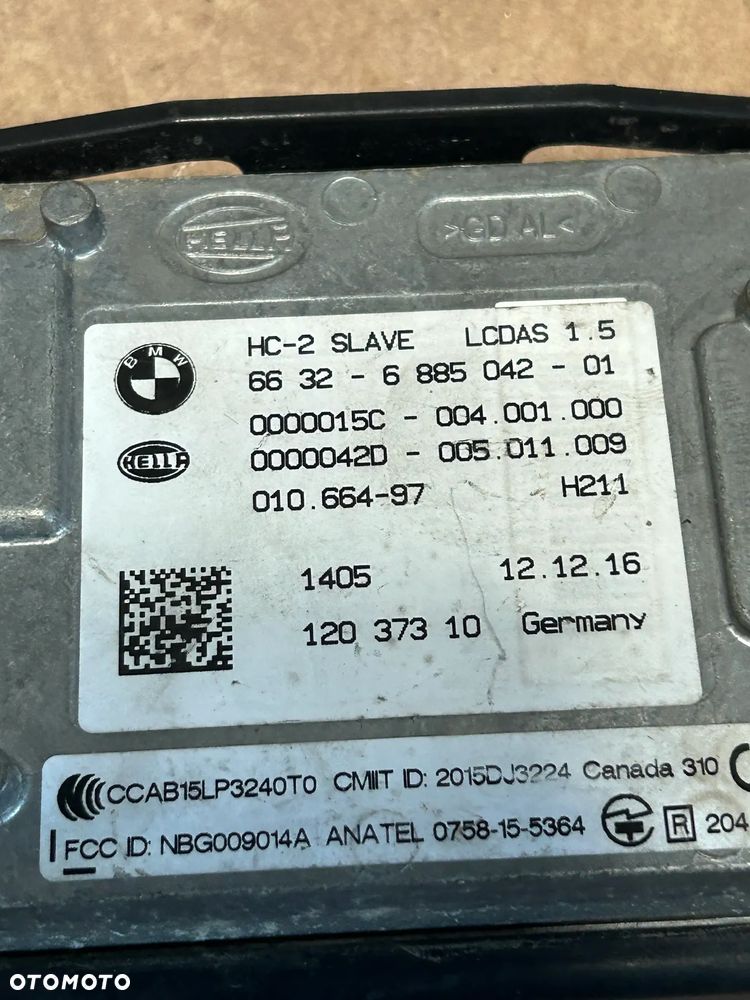 HELLA
>GD AL<
BMW
HC-2 SLAVE LCDAS 1.5
66 32 - 6 885 042 - 01
0000015C - 004.001.000
HELLA
0000042D - 005.011.009
010.664-97 H211
1405 12.12.16
120 373 10 Germany
CCAB15LP3240T0 CMIIT ID: 2015DJ3224 Canada 310
FCC ID: NBG009014A ANATEL 0758-15-5364 R 204
OTOMOTO